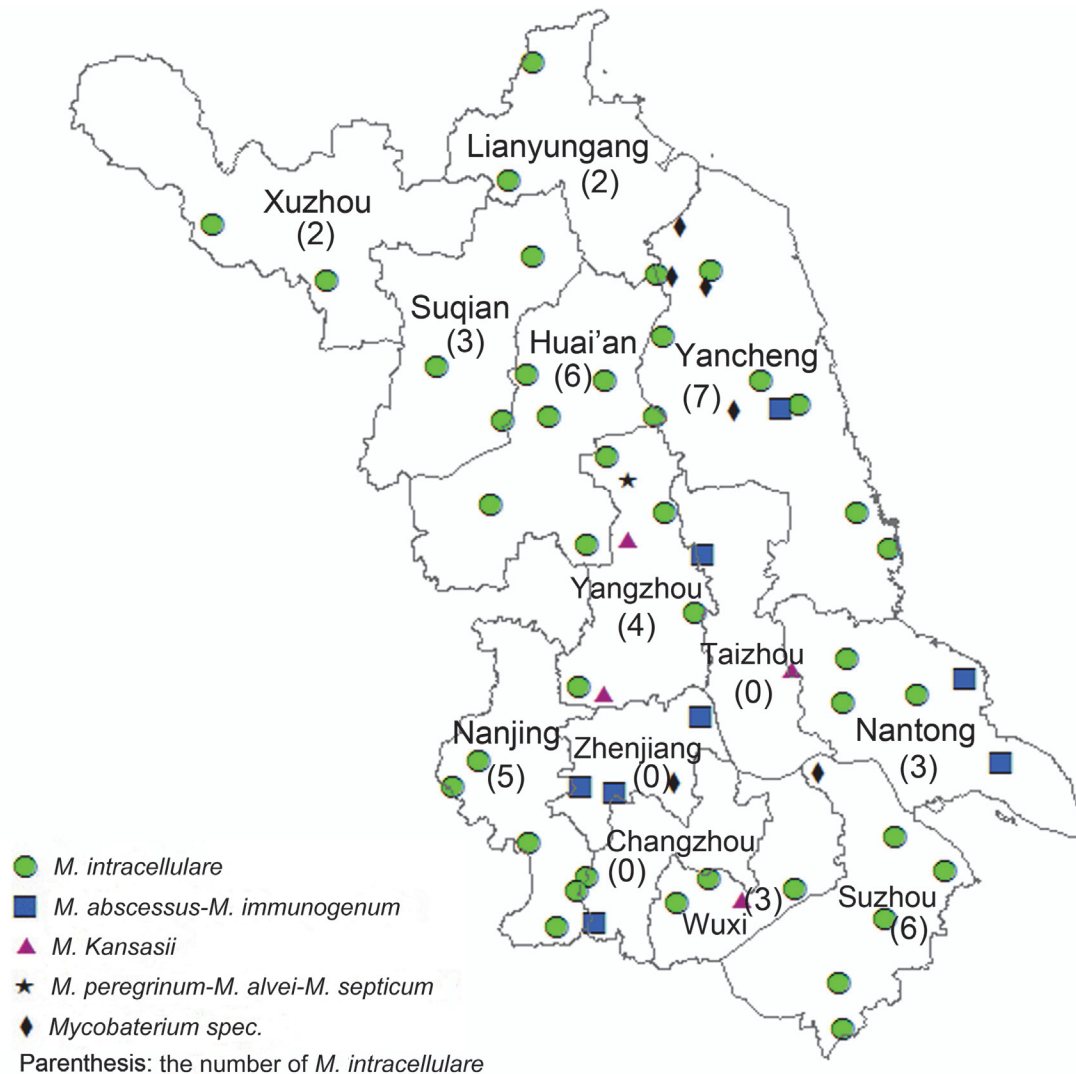 Lianyungang
(2)
Xuzhou
(2)
Suqian
(3)
Huai’an
(6)
Yancheng
(7)
Yangzhou
(4)
Taizhou
(0)
Nantong
(3)
Nanjing
(5)
Zhenjiang
(0)
Changzhou
(0)
Wuxi
(3)
Suzhou
(6)
M. intracellulare
M. abscessus-M. immunogenum
M. Kansasii
M. peregrinum-M. alvei-M. septicum
Mycobaterium spec.
Parenthesis: the number of M. intracellulare